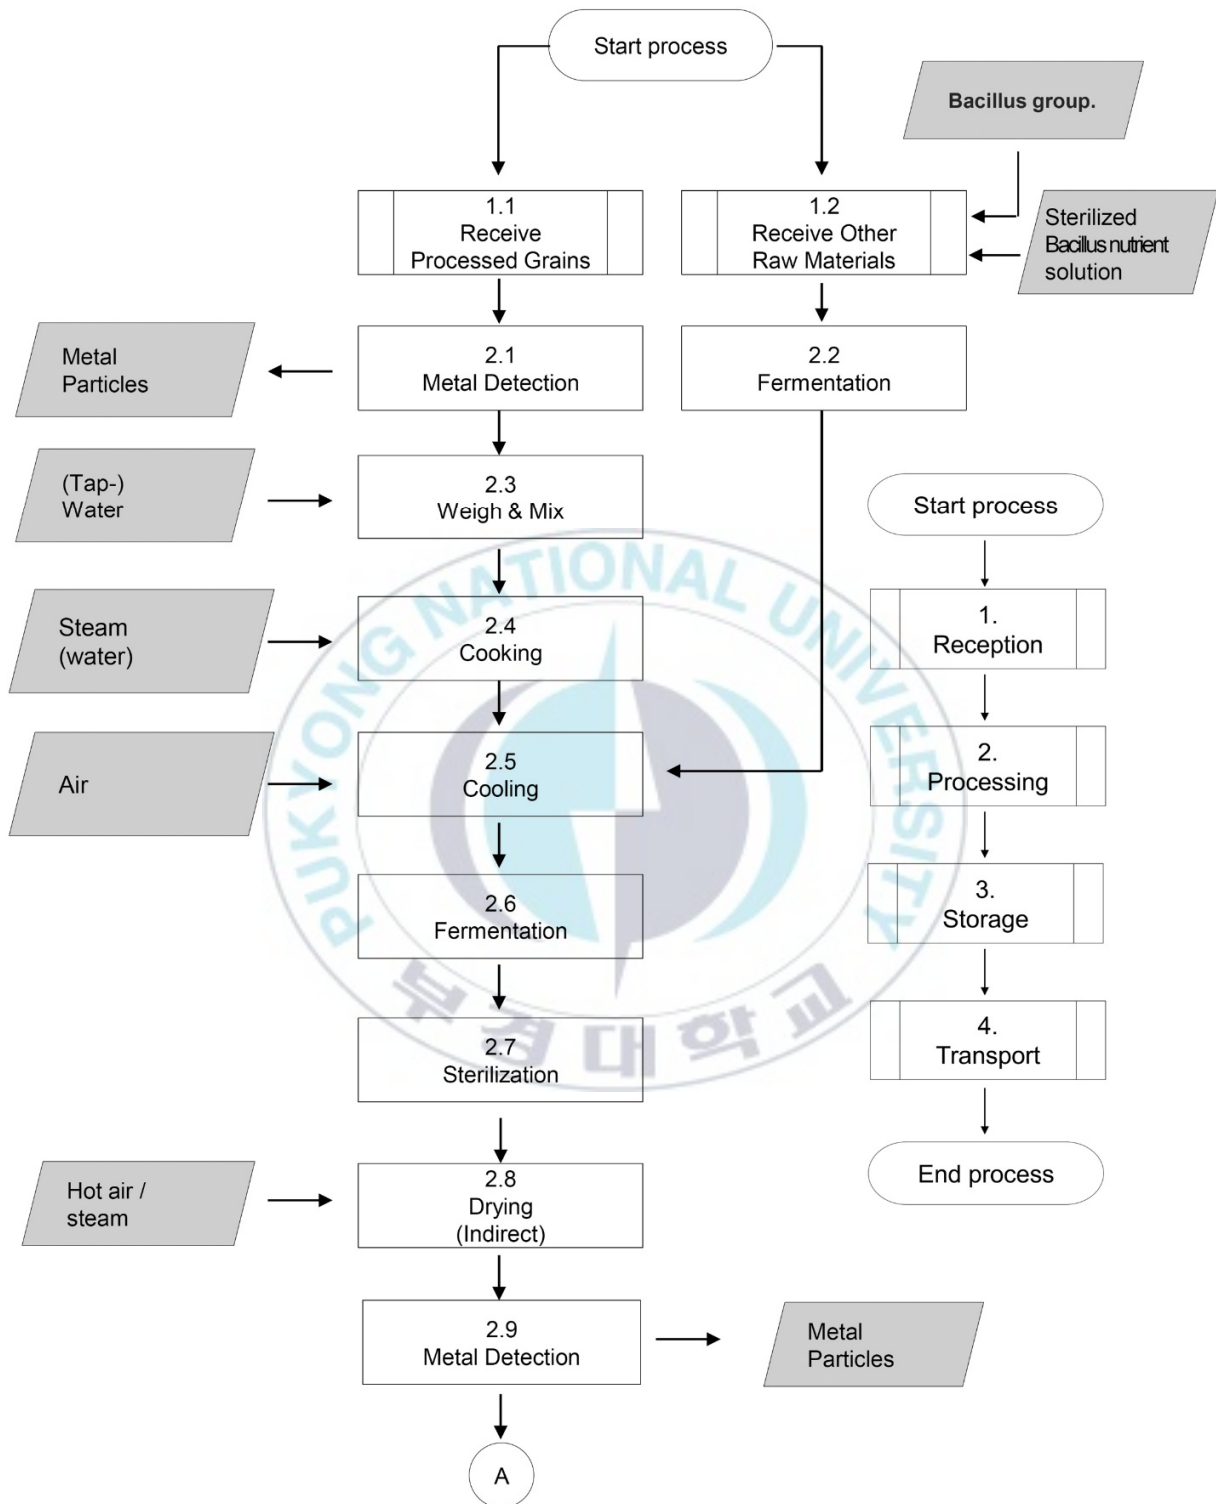 Start process
Bacillus group.
1.1
Receive
Processed Grains
1.2
Receive Other
Raw Materials
Sterilized
Bacillus nutrient
solution
Metal
Particles
2.1
Metal Detection
2.2
Fermentation
(Tap-)
Water
2.3
Weigh & Mix
Steam
(water)
2.4
Cooking
Air
2.5
Cooling
2.6
Fermentation
2.7
Sterilization
Hot air /
steam
2.8
Drying
(Indirect)
2.9
Metal Detection
Metal
Particles
A
Start process
1.
Reception
2.
Processing
3.
Storage
4.
Transport
End process
PUKYONG NATIONAL UNIVERSITY
부경대학교